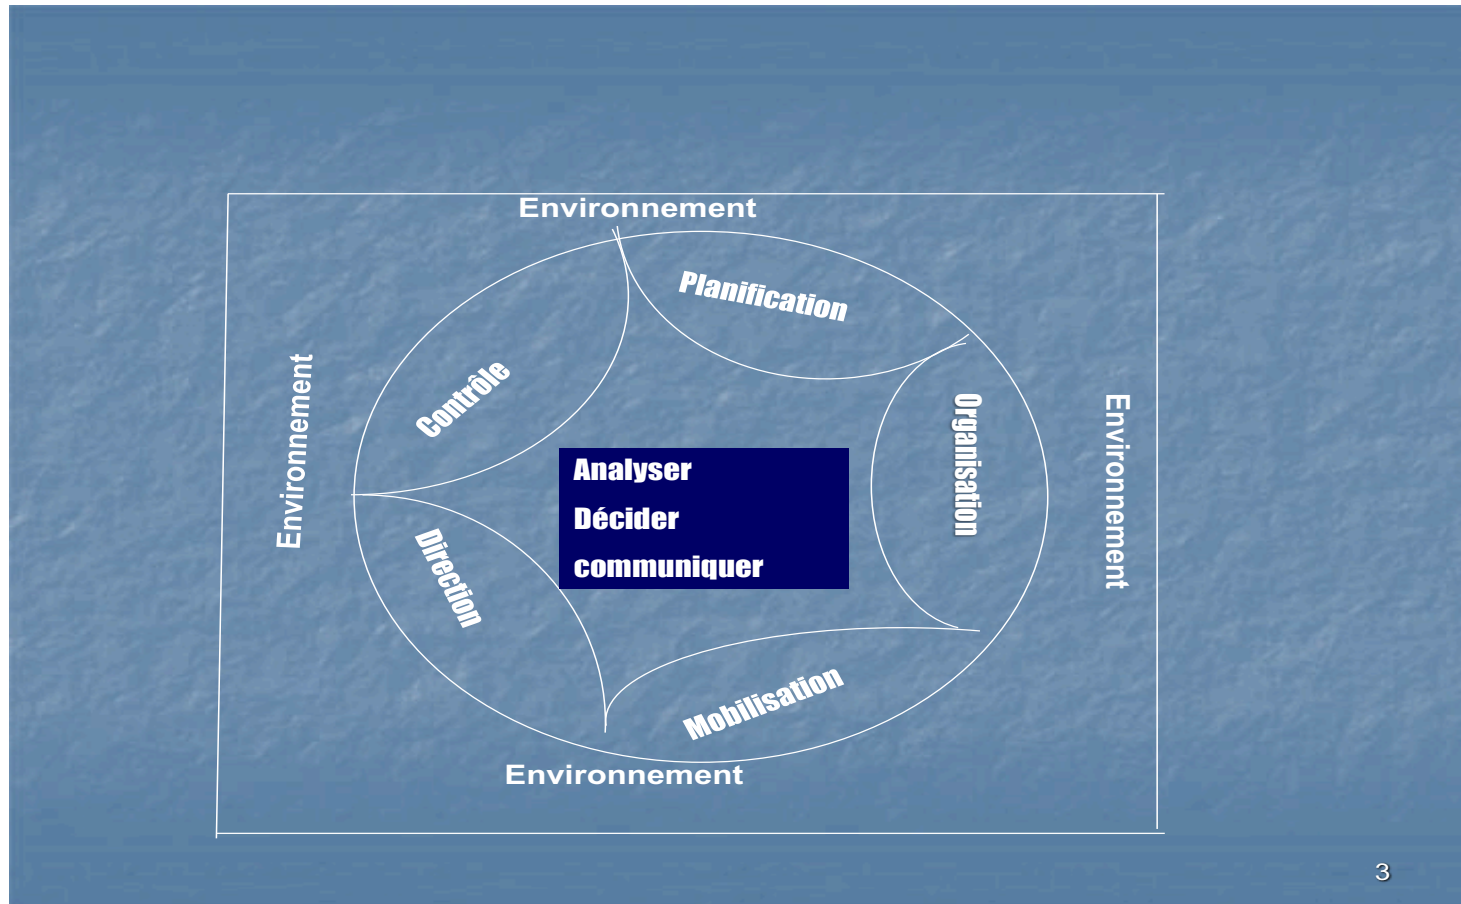 Environnement
Planification
Contrôle
Environnement
Organisation
Environnement
Analyser
Décider
communiquer
Direction
Mobilisation
Environnement
3